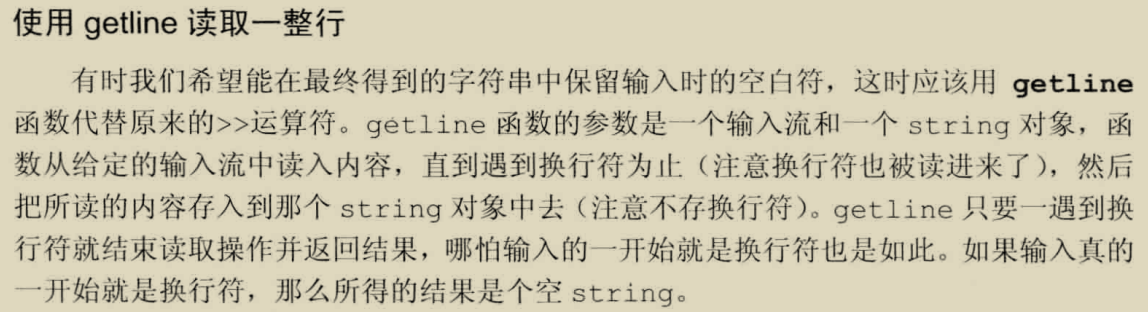 使用 getline 读取一整行
有时我们希望能在最终得到的字符串中保留输入时的空白符，这时应该用 getline
函数代替原来的>>运算符。getline 函数的参数是一个输入流和一个 string 对象，函
数从给定的输入流中读入内容，直到遇到换行符为止（注意换行符也被读进来了），然后
把所读的内容存入到那个 string 对象中去（注意不存换行符）。getline 只要一遇到换
行符就结束读取操作并返回结果，哪怕输入的一开始就是换行符也是如此。如果输入真的
一开始就是换行符，那么所得的结果是个空 string。